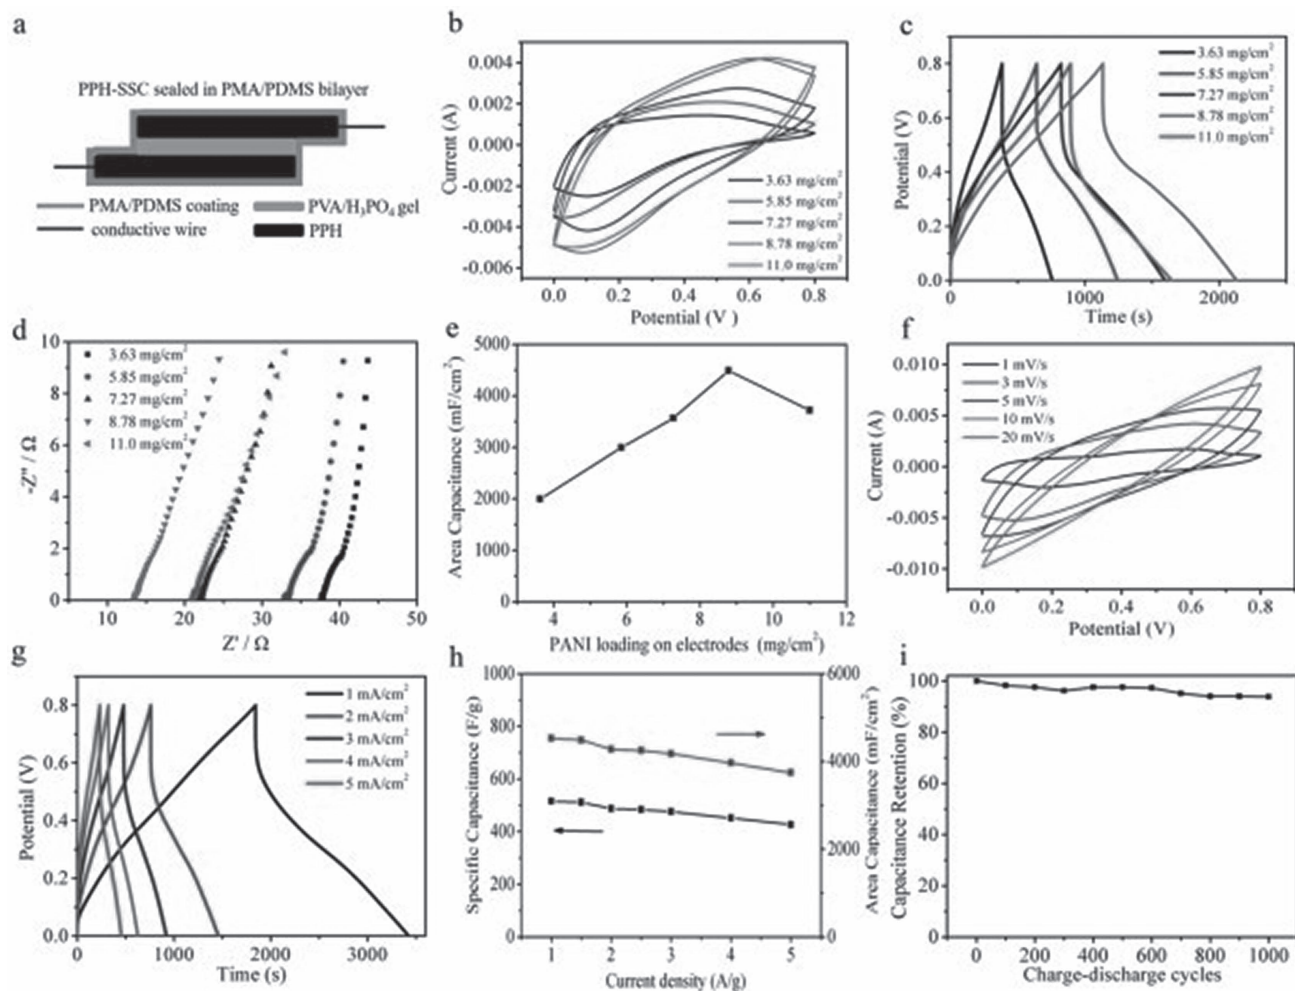 a
PPH-SSC sealed in PMA/PDMS bilayer
PMA/PDMS coating
PVA/H₃PO₄ gel
conductive wire
PPH
b
0.004
0.002
0.000
-0.002
-0.004
-0.006
Current (A)
3.63 mg/cm²
5.85 mg/cm²
7.27 mg/cm²
8.78 mg/cm²
11.0 mg/cm²
0.0 0.2 0.4 0.6 0.8
Potential (V )
c
0.8
0.6
0.4
0.2
0.0
Potential (V)
3.63 mg/cm²
5.85 mg/cm²
7.27 mg/cm²
8.78 mg/cm²
11.0 mg/cm²
0 1000 2000
Time (s)
d
10
8
6
4
2
0
-Z''/ Ω
3.63 mg/cm²
5.85 mg/cm²
7.27 mg/cm²
8.78 mg/cm²
11.0 mg/cm²
10 20 30 40 50
Z' / Ω
e
5000
4000
3000
2000
1000
0
Area Capacitance (mF/cm²)
4 6 8 10 12
PANI loading on electrodes (mg/cm²)
f
0.010
0.005
0.000
-0.005
-0.010
Current (A)
1 mV/s
3 mV/s
5 mV/s
10 mV/s
20 mV/s
0.0 0.2 0.4 0.6 0.8
Potential (V)
g
0.8
0.6
0.4
0.2
0.0
Potential (V)
1 mA/cm²
2 mA/cm²
3 mA/cm²
4 mA/cm²
5 mA/cm²
0 1000 2000 3000
Time (s)
h
1000
800
600
400
200
0
Specific Capacitance (F/g)
6000
4000
2000
0
Area Capacitance (mF/cm²)
1 2 3 4 5
Current density (A/g)
i
100
80
60
40
20
0
Capacitance Retention (%)
0 200 400 600 800 1000
Charge-discharge cycles